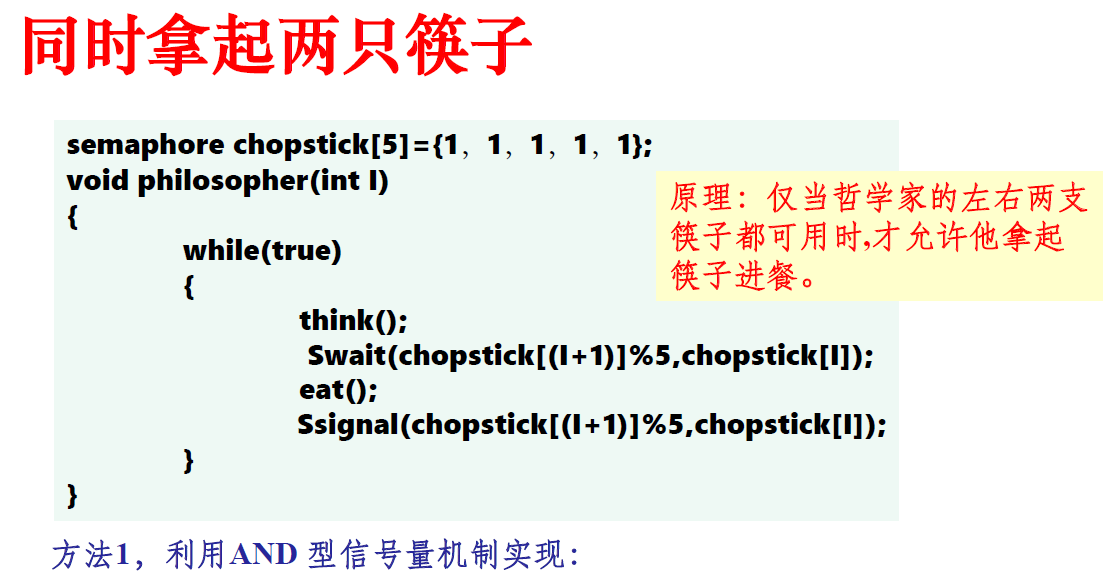 同时拿起两只筷子
semaphore chopstick[5]={1，1，1，1，1};
void philosopher(int I)
{
while(true)
{
think();
Swait(chopstick[(I+1)]%5,chopstick[I]);
eat();
Ssignal(chopstick[(I+1)]%5,chopstick[I]);
}
}
原理：仅当哲学家的左右两支
筷子都可用时,才允许他拿起
筷子进餐。
方法1，利用AND 型信号量机制实现：